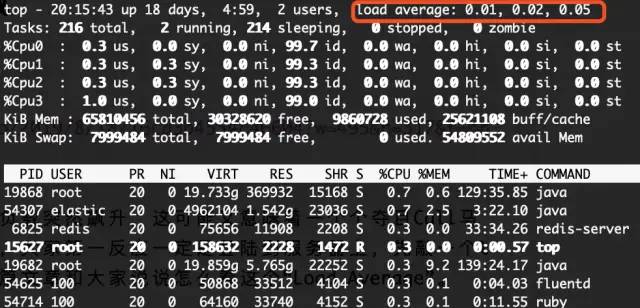 top - 20:15:43 up 18 days, 4:59, 2 users, load average: 0.01, 0.02, 0.05
Tasks: 216 total, 2 running, 214 sleeping, 0 stopped, 0 zombie
%Cpu0 : 0.3 us, 0.0 sy, 0.0 ni, 99.7 id, 0.0 wa, 0.0 hi, 0.0 si, 0.0 st
%Cpu1 : 0.3 us, 0.3 sy, 0.0 ni, 99.3 id, 0.0 wa, 0.0 hi, 0.0 si, 0.0 st
%Cpu2 : 0.3 us, 0.3 sy, 0.0 ni, 99.3 id, 0.0 wa, 0.0 hi, 0.0 si, 0.0 st
%Cpu3 : 1.0 us, 0.0 sy, 0.0 ni, 99.0 id, 0.0 wa, 0.0 hi, 0.0 si, 0.0 st
KiB Mem : 65810456 total, 30328620 free, 9860728 used, 25621108 buff/cache
KiB Swap: 7999484 total, 7999484 free, 0 used. 54809552 avail Mem
PID USER PR NI VIRT RES SHR S %CPU %MEM TIME+ COMMAND
19868 root 20 0 19.733g 369932 15168 S 0.7 0.6 129:35.85 java
54307 elastic 20 0 4962104 1.542g 27252 S 0.7 2.5 3:22.10 java
6825 redis 20 0 75656 11908 2208 S 0.3 0.0 33:34.26 redis-server
15627 root 20 0 158632 2228 1472 R 0.3 0.0 0:00.57 top
19682 root 20 0 19.859g 5.765g 22252 S 0.3 9.2 139:24.17 java
54625 100 20 0 50868 33512 4104 S 0.3 0.1 0:04.03 fluentd
54714 100 20 0 64160 33740 4948 S 0.3 0.1 0:11.55 ruby